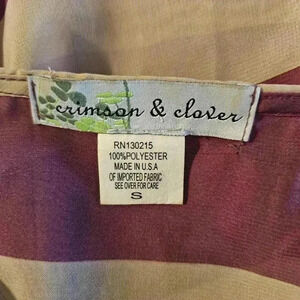 crimson & clover
RN130215
100%POLYESTER
MADE IN U.S.A
OF IMPORTED FABRIC
SEE OVER FOR CARE
S